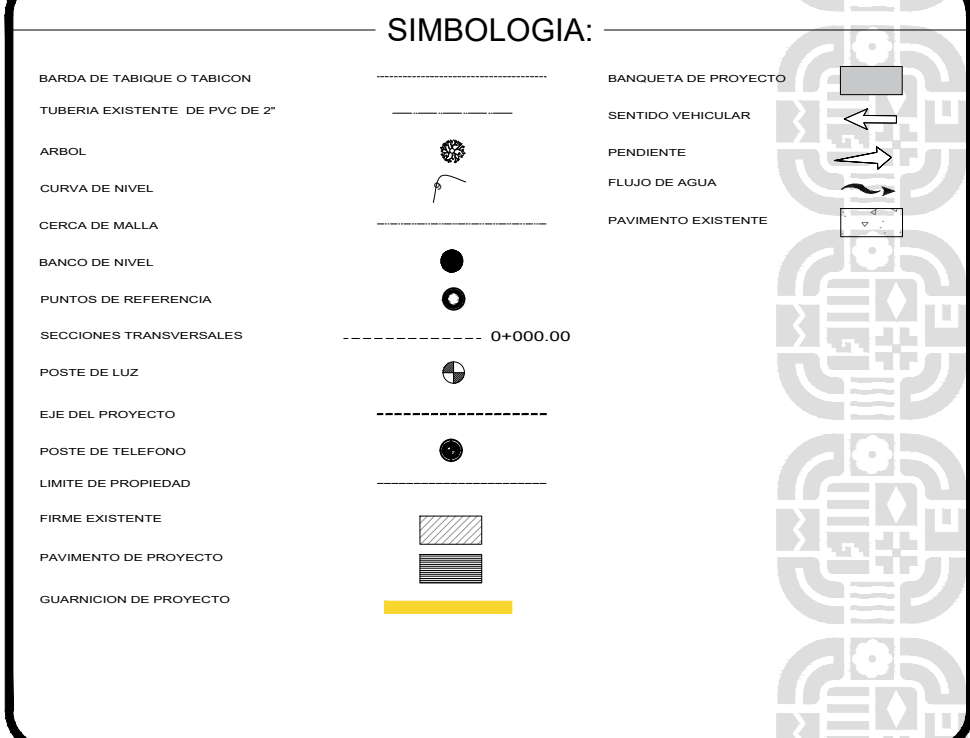 SIMBOLOGIA:
BARDA DE TABIQUE O TABICON
TUBERIA EXISTENTE DE PVC DE 2"
ARBOL
CURVA DE NIVEL
CERCA DE MALLA
BANCO DE NIVEL
PUNTOS DE REFERENCIA
SECCIONES TRANSVERSALES 0+000.00
POSTE DE LUZ
EJE DEL PROYECTO
POSTE DE TELEFONO
LIMITE DE PROPIEDAD
FIRME EXISTENTE
PAVIMENTO DE PROYECTO
GUARNICION DE PROYECTO
BANQUETA DE PROYECTO
SENTIDO VEHICULAR
PENDIENTE
FLUJO DE AGUA
PAVIMENTO EXISTENTE